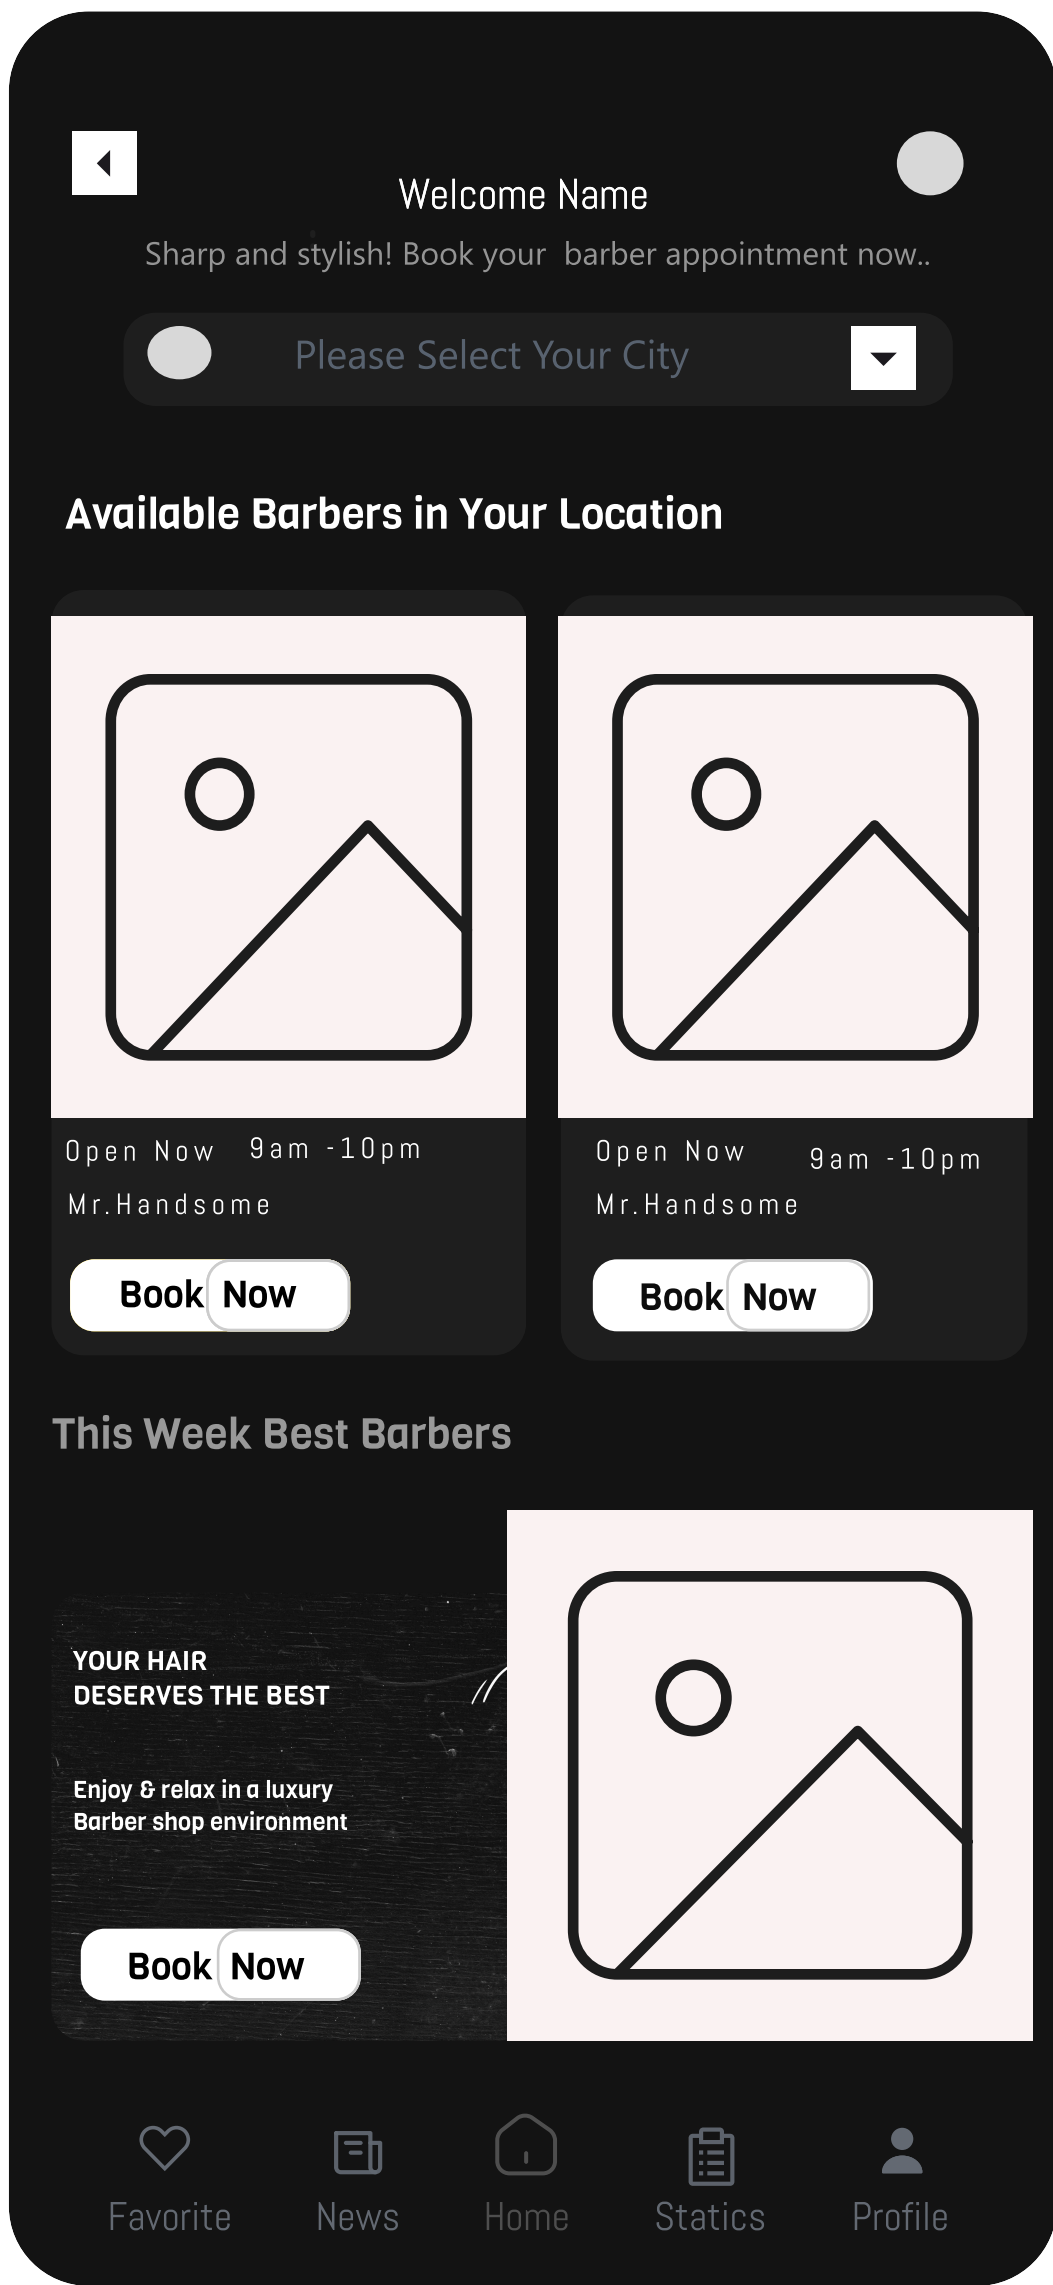 Welcome Name
Sharp and stylish! Book your  barber appointment now..
Please Select Your City
Available Barbers in Your Location
Open Now 9am -10pm
Mr.Handsome
Book Now
Open Now 9am -10pm
Mr.Handsome
Book Now
This Week Best Barbers
YOUR HAIR
DESERVES THE BEST
Enjoy & relax in a luxury
Barber shop environment
Book Now
Favorite News Home Statics Profile